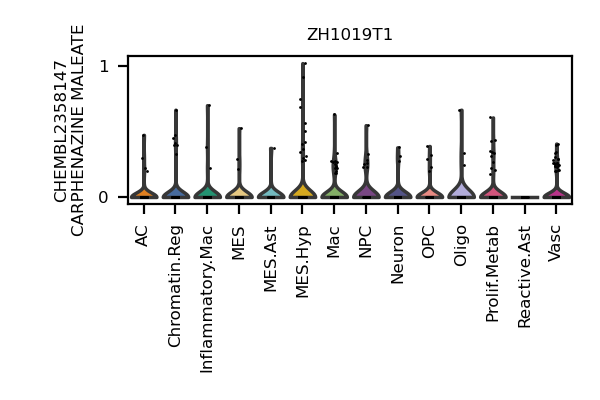 ZH1019T1
CHEMBL2358147
CARPHENAZINE MALEATE
1
0
AC
Chromatin.Reg
Inflammatory.Mac
MES
MES.Ast
MES.Hyp
Mac
NPC
Neuron
OPC
Oligo
Prolif.Metab
Reactive.Ast
Vasc